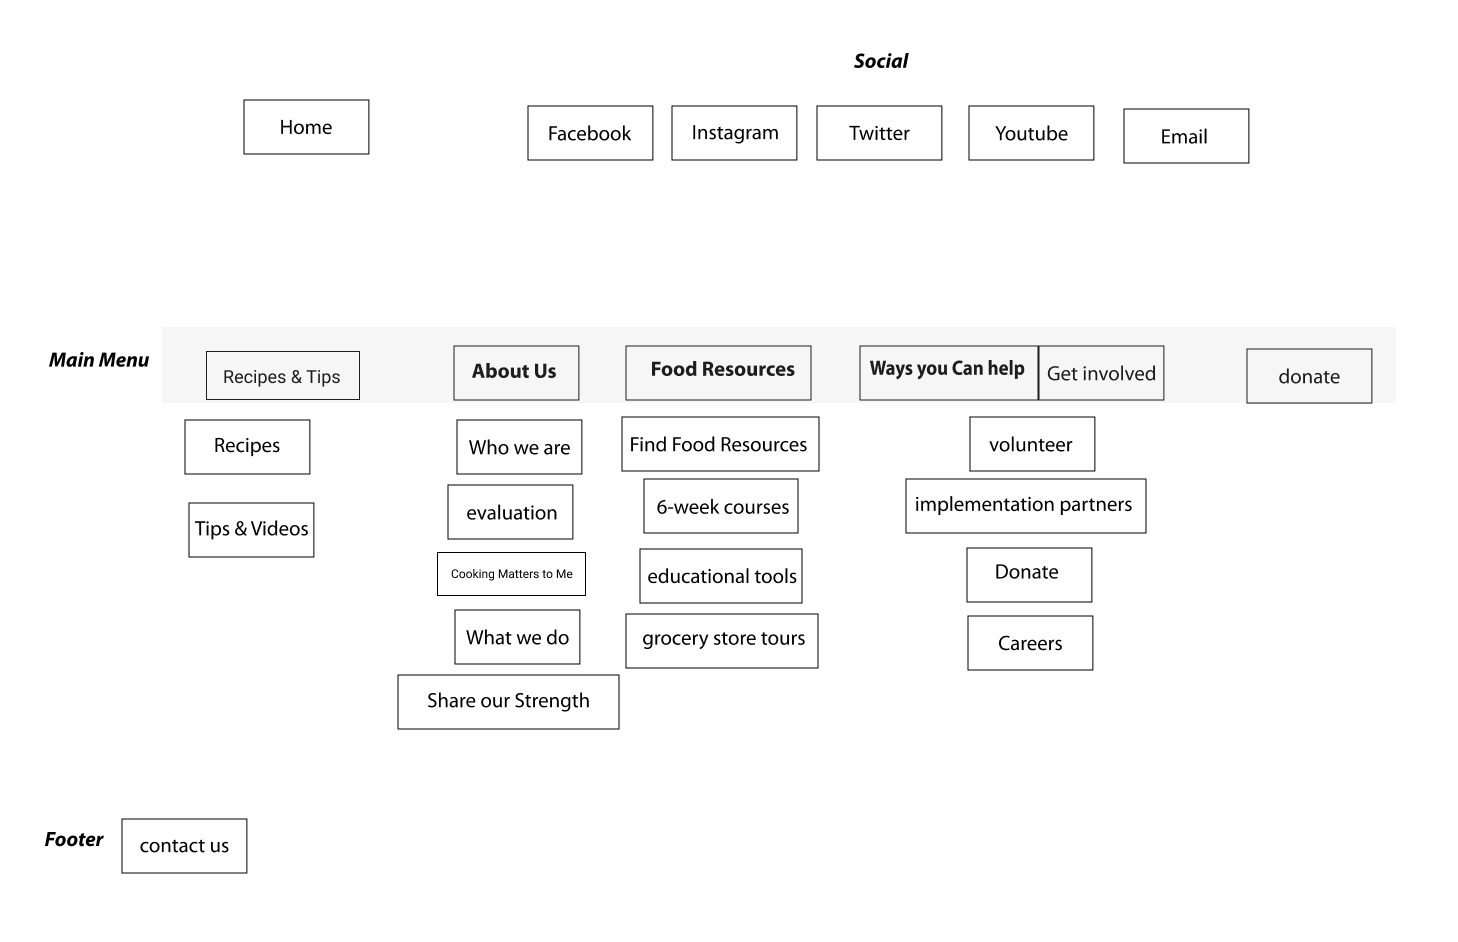 Social
Home
Facebook
Instagram
Twitter
Youtube
Email
Main Menu
Recipes & Tips
About Us
Food Resources
Ways you Can help
Get involved
donate
Recipes
Tips & Videos
Who we are
evaluation
Cooking Matters to Me
What we do
Share our Strength
Find Food Resources
6-week courses
educational tools
grocery store tours
volunteer
implementation partners
Donate
Careers
Footer
contact us